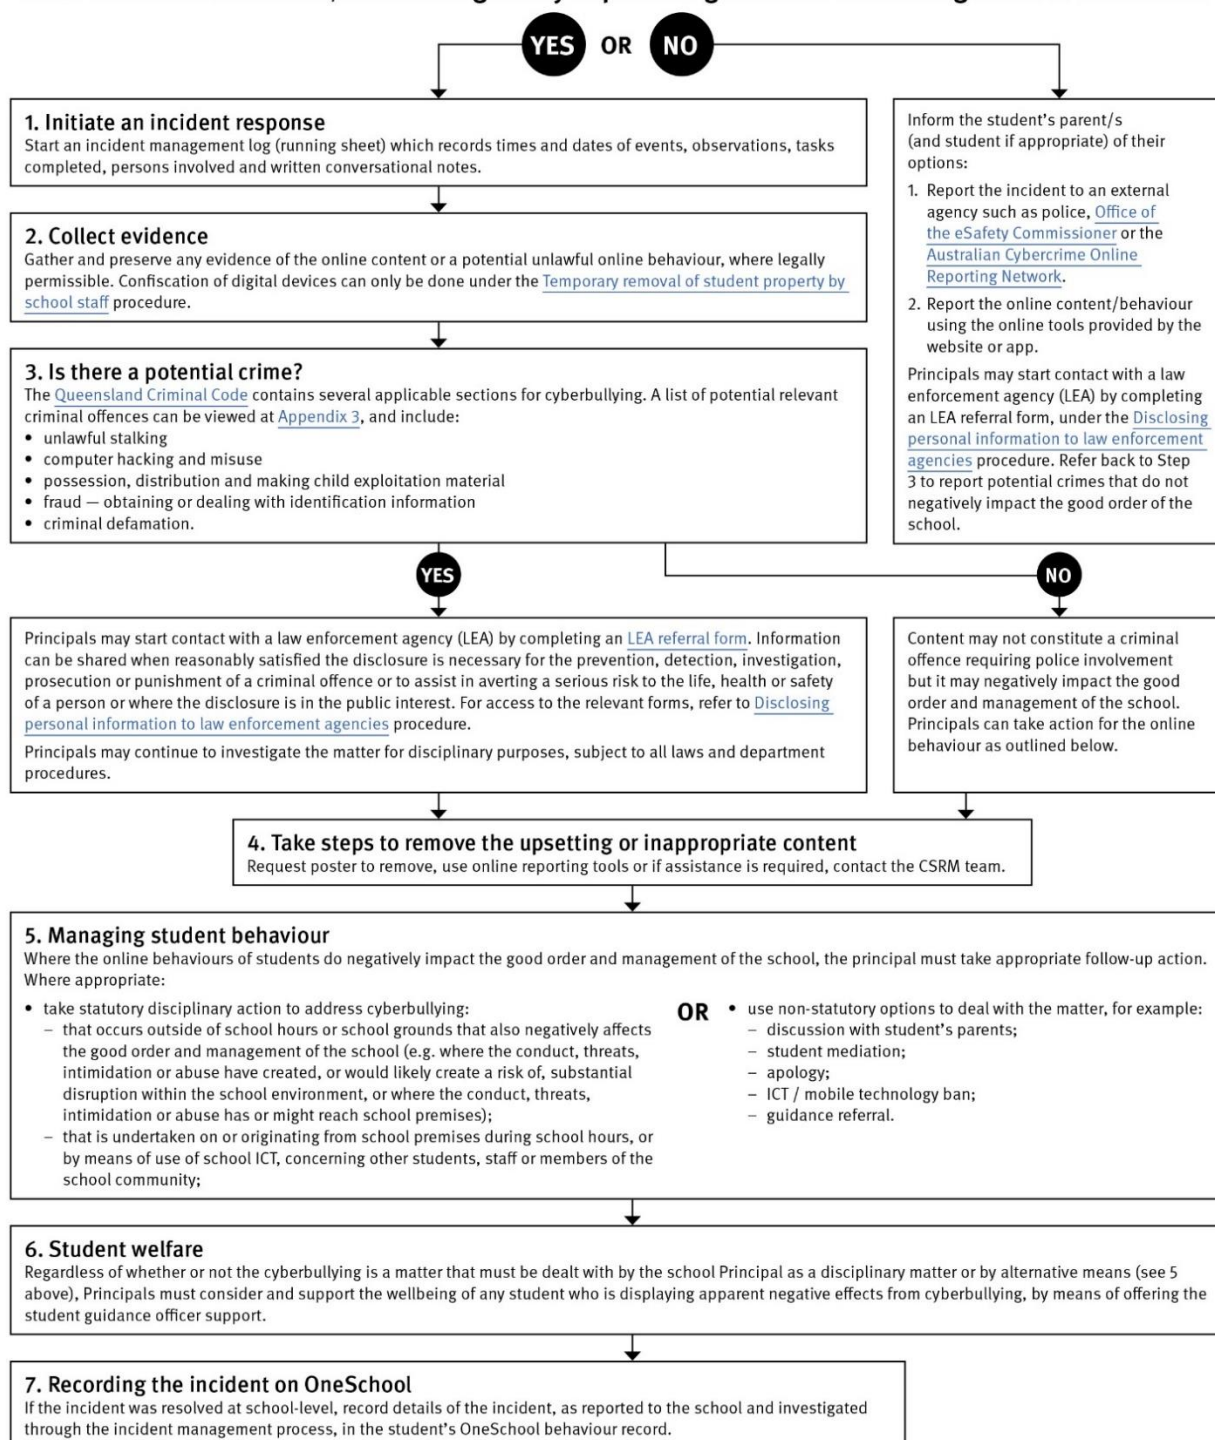 YES OR NO
1. Initiate an incident response
Start an incident management log (running sheet) which records times and dates of events, observations, tasks
completed, persons involved and written conversational notes.
2. Collect evidence
Gather and preserve any evidence of the online content or a potential unlawful online behaviour, where legally
permissible. Confiscation of digital devices can only be done under the Temporary removal of student property by
school staff procedure.
3. Is there a potential crime?
The Queensland Criminal Code contains several applicable sections for cyberbullying. A list of potential relevant
criminal offences can be viewed at Appendix 3, and include:
• unlawful stalking
• computer hacking and misuse
• possession, distribution and making child exploitation material
• fraud — obtaining or dealing with identification information
• criminal defamation.
Inform the student's parent/s
(and student if appropriate) of their
options:
1. Report the incident to an external
agency such as police, Office of
the eSafety Commissioner or the
Australian Cybercrime Online
Reporting Network.
2. Report the online content/behaviour
using the online tools provided by the
website or app.
Principals may start contact with a law
enforcement agency (LEA) by completing
an LEA referral form, under the Disclosing
personal information to law enforcement
agencies procedure. Refer back to Step
3 to report potential crimes that do not
negatively impact the good order of the
school.
YES
NO
Principals may start contact with a law enforcement agency (LEA) by completing an LEA referral form. Information
can be shared when reasonably satisfied the disclosure is necessary for the prevention, detection, investigation,
prosecution or punishment of a criminal offence or to assist in averting a serious risk to the life, health or safety
of a person or where the disclosure is in the public interest. For access to the relevant forms, refer to Disclosing
personal information to law enforcement agencies procedure.
Principals may continue to investigate the matter for disciplinary purposes, subject to all laws and department
procedures.
Content may not constitute a criminal
offence requiring police involvement
but it may negatively impact the good
order and management of the school.
Principals can take action for the online
behaviour as outlined below.
4. Take steps to remove the upsetting or inappropriate content
Request poster to remove, use online reporting tools or if assistance is required, contact the CSRM team.
5. Managing student behaviour
Where the online behaviours of students do negatively impact the good order and management of the school, the principal must take appropriate follow-up action.
Where appropriate:
• take statutory disciplinary action to address cyberbullying:
– that occurs outside of school hours or school grounds that also negatively affects
the good order and management of the school (e.g. where the conduct, threats,
intimidation or abuse have created, or would likely create a risk of, substantial
disruption within the school environment, or where the conduct, threats,
intimidation or abuse has or might reach school premises);
– that is undertaken on or originating from school premises during school hours, or
by means of use of school ICT, concerning other students, staff or members of the
school community;
OR
• use non-statutory options to deal with the matter, for example:
– discussion with student's parents;
– student mediation;
– apology;
– ICT / mobile technology ban;
– guidance referral.
6. Student welfare
Regardless of whether or not the cyberbullying is a matter that must be dealt with by the school Principal as a disciplinary matter or by alternative means (see 5
above), Principals must consider and support the wellbeing of any student who is displaying apparent negative effects from cyberbullying, by means of offering the
student guidance officer support.
7. Recording the incident on OneSchool
If the incident was resolved at school-level, record details of the incident, as reported to the school and investigated
through the incident management process, in the student's OneSchool behaviour record.